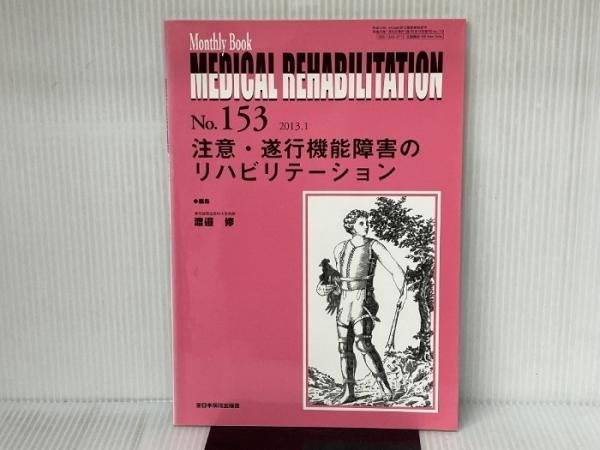 Monthly Book
MEDICAL REHABILITATION
No.153 2013.1
注意・遂行機能障害の
リハビリテーション
◆編集
渡邉 修
全日本病院出版会